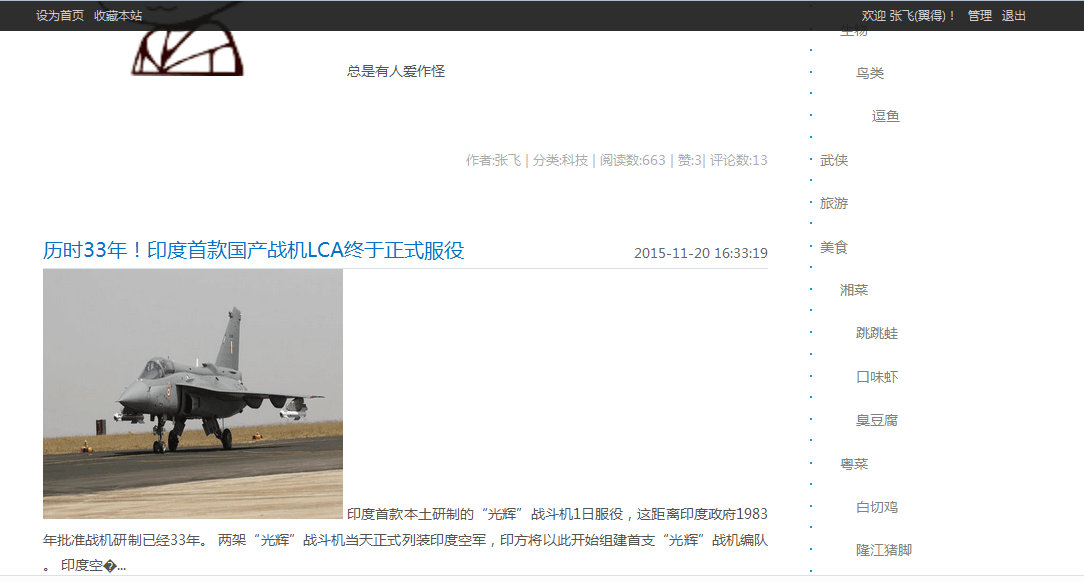 设为首页 收藏本站
欢迎 张飞(翼得)！ 管理 退出
总是有人爱作怪
作者:张飞 | 分类:科技 | 阅读数:663 | 赞:3| 评论数:13
历时33年！印度首款国产战机LCA终于正式服役
2015-11-20 16:33:19
印度首款本土研制的“光辉”战斗机1日服役，这距离印度政府1983
年批准战机研制已经33年。 两架“光辉”战斗机当天正式列装印度空军，印方将以此开始组建首支“光辉”战机编队
。 印度空�...
生物
鸟类
逗鱼
武侠
旅游
美食
湘菜
跳跳蛙
口味虾
臭豆腐
粤菜
白切鸡
隆江猪脚